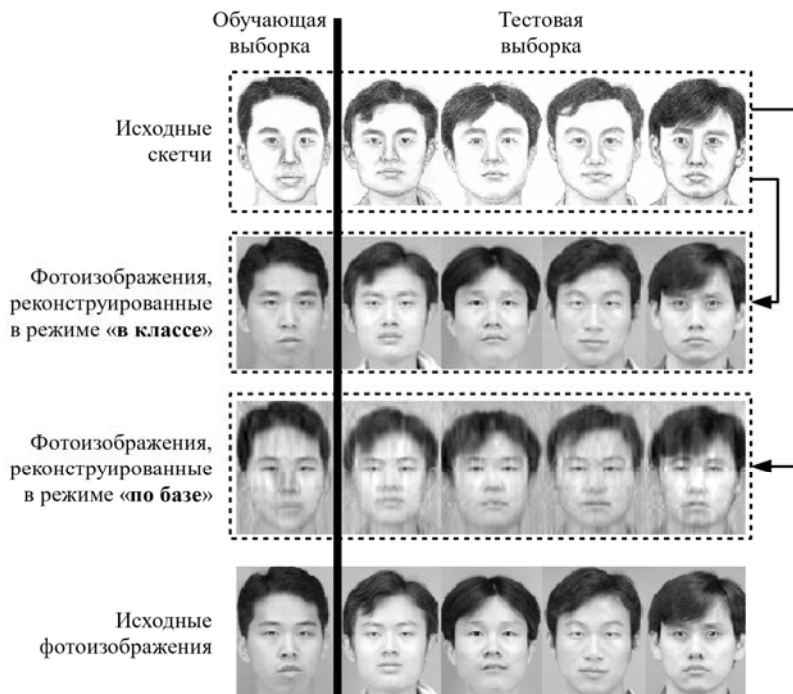 Обучающая
выборка
Тестовая
выборка
Исходные
скетчи
Фотоизображения,
реконструированные
в режиме «в классе»
Фотоизображения,
реконструированные
в режиме «по базе»
Исходные
фотоизображения